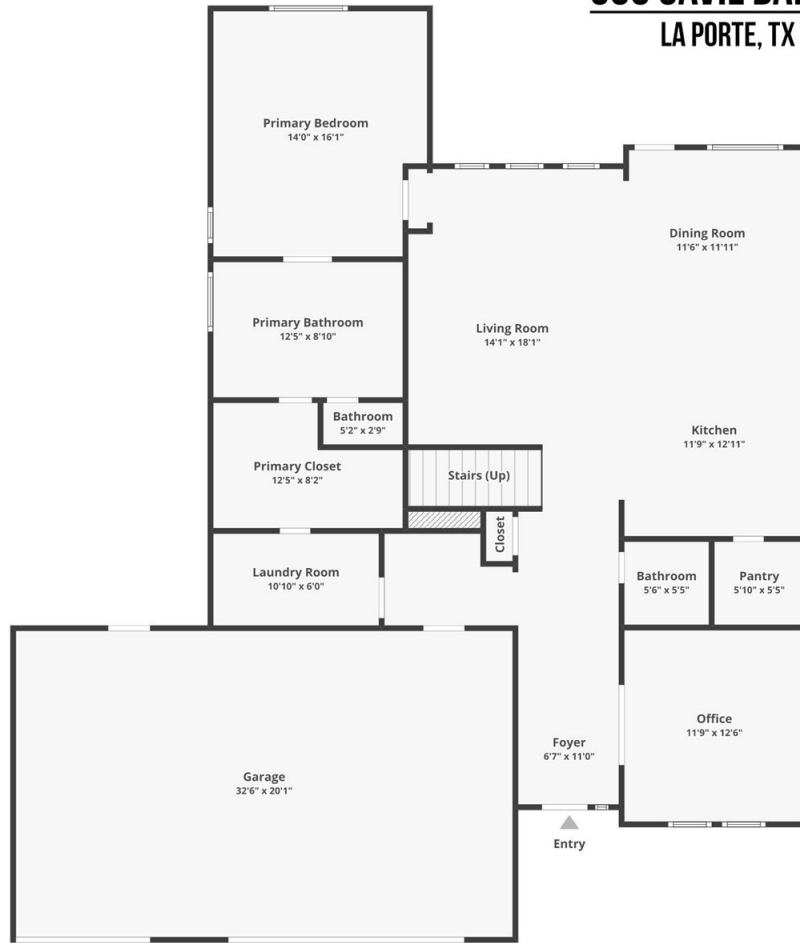 LA PORTE, TX
Primary Bedroom
14'0" x 16'1"
Dining Room
11'6" x 11'11"
Primary Bathroom
12'5" x 8'10"
Living Room
14'1" x 18'1"
Bathroom
5'2" x 2'9"
Kitchen
11'9" x 12'11"
Primary Closet
12'5" x 8'2"
Stairs (Up)
Closet
Laundry Room
10'10" x 6'0"
Bathroom
5'6" x 5'5"
Pantry
5'10" x 5'5"
Office
11'9" x 12'6"
Foyer
6'7" x 11'0"
Garage
32'6" x 20'1"
Entry